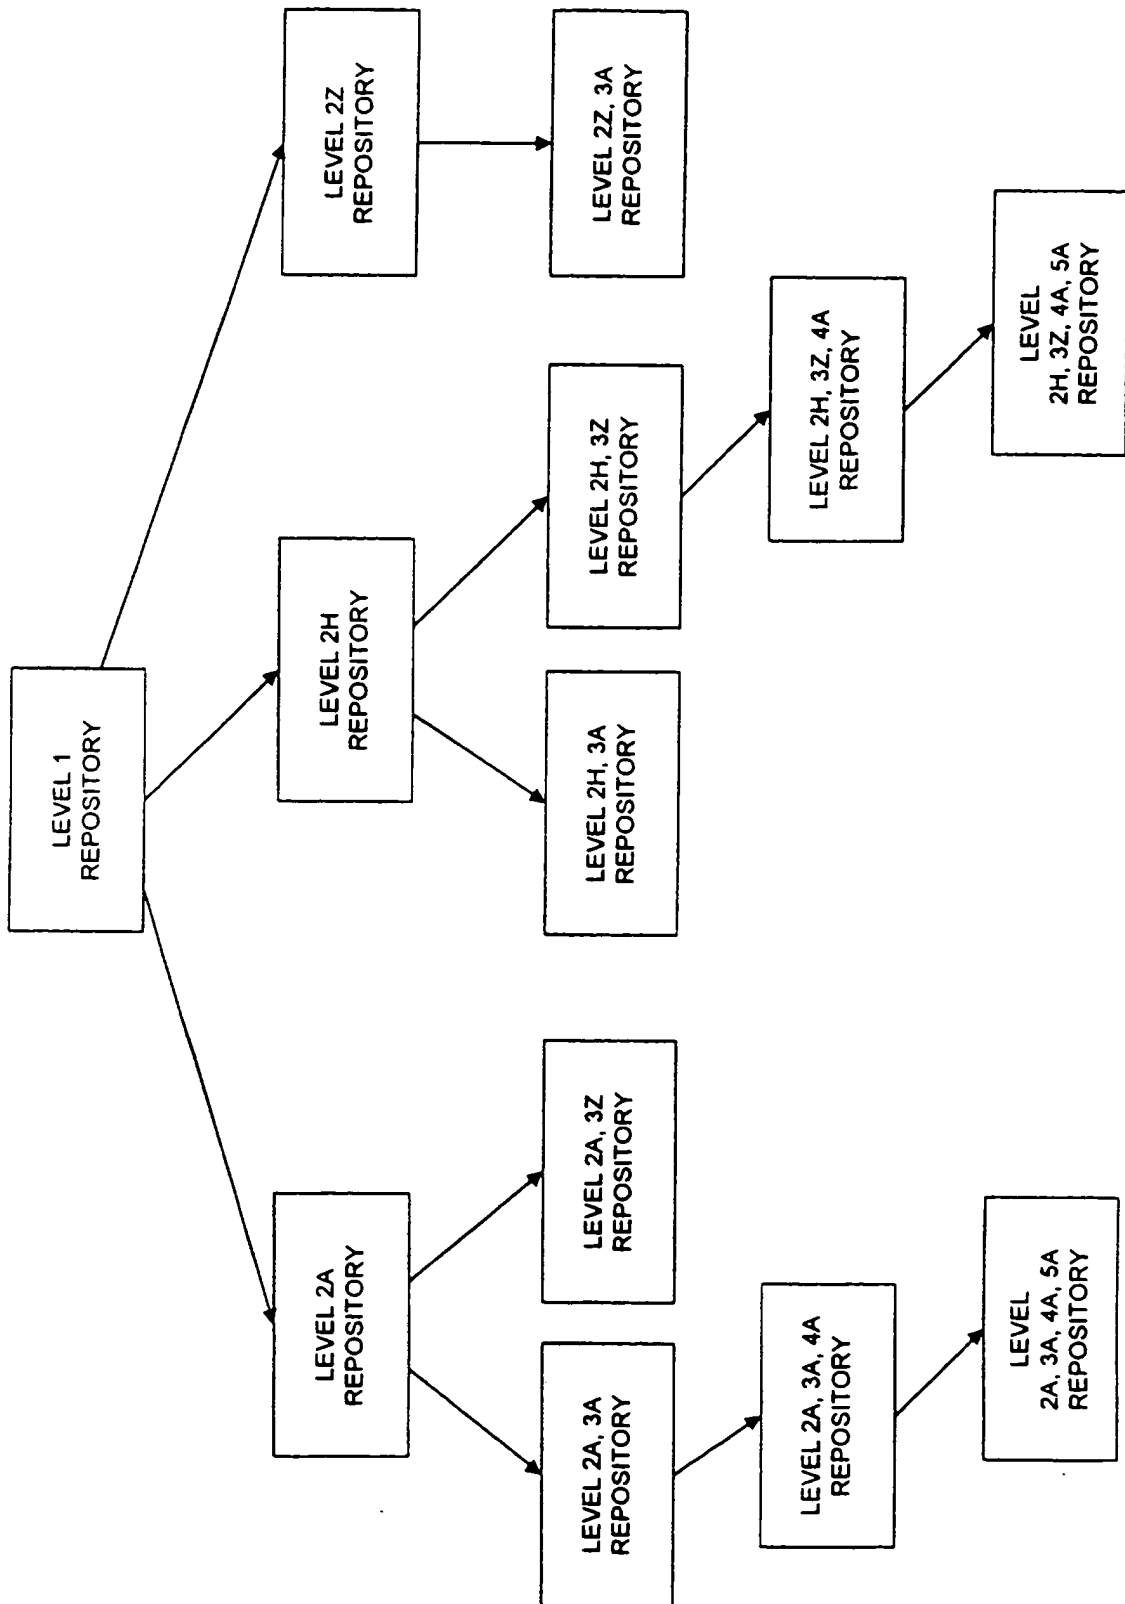 LEVEL 1
REPOSITORY
LEVEL 2A
REPOSITORY
LEVEL 2H
REPOSITORY
LEVEL 2Z
REPOSITORY
LEVEL 2A, 3A
REPOSITORY
LEVEL 2A, 3Z
REPOSITORY
LEVEL 2H, 3A
REPOSITORY
LEVEL 2H, 3Z
REPOSITORY
LEVEL 2Z, 3A
REPOSITORY
LEVEL 2A, 3A, 4A
REPOSITORY
LEVEL 2H, 3Z, 4A
REPOSITORY
LEVEL
2A, 3A, 4A, 5A
REPOSITORY
LEVEL
2H, 3Z, 4A, 5A
REPOSITORY